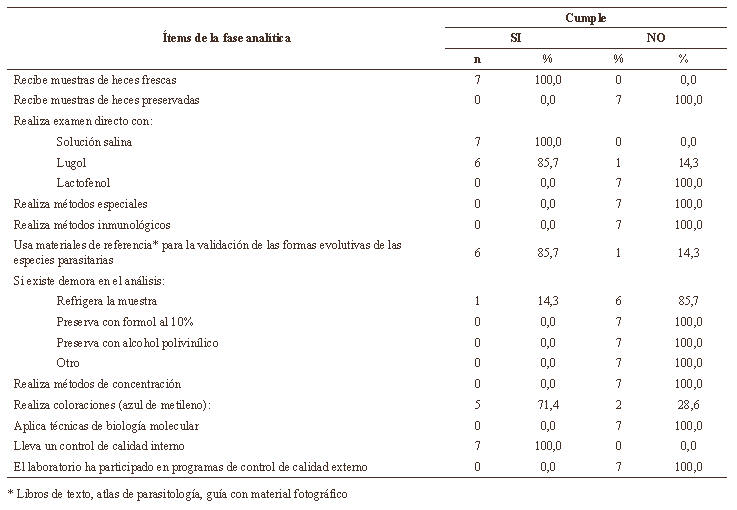 Cumple
Ítems de la fase analítica SI NO
n % % %
Recibe muestras de heces frescas 7 100,0 0 0,0
Recibe muestras de heces preservadas 0 0,0 7 100,0
Realiza examen directo con:
Solución salina 7 100,0 0 0,0
Lugol 6 85,7 1 14,3
Lactofenol 0 0,0 7 100,0
Realiza métodos especiales 0 0,0 7 100,0
Realiza métodos inmunológicos 0 0,0 7 100,0
Usa materiales de referencia* para la validación de las formas evolutivas de las
especies parasitarias 6 85,7 1 14,3
Si existe demora en el análisis:
Refrigera la muestra 1 14,3 6 85,7
Preserva con formol al 10% 0 0,0 7 100,0
Preserva con alcohol polivinílico 0 0,0 7 100,0
Otro 0 0,0 7 100,0
Realiza métodos de concentración 0 0,0 7 100,0
Realiza coloraciones (azul de metileno): 5 71,4 2 28,6
Aplica técnicas de biología molecular 0 0,0 7 100,0
Lleva un control de calidad interno 7 100,0 0 0,0
El laboratorio ha participado en programas de control de calidad externo 0 0,0 7 100,0
* Libros de texto, atlas de parasitología, guía con material fotográfico